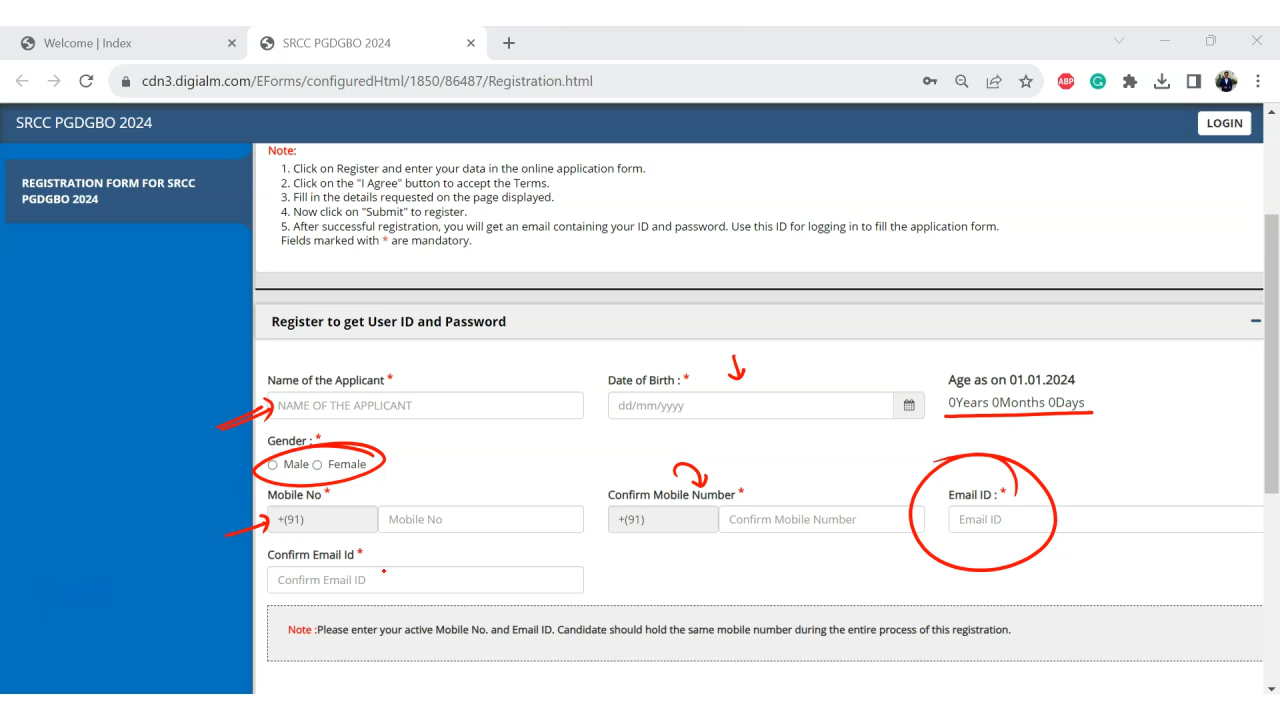 Welcome | Index
SRCC PGDGBO 2024
cdn3.digialm.com/EForms/configuredHtml/1850/86487/Registration.html
ABP
SRCC PGDGBO 2024
LOGIN
REGISTRATION FORM FOR SRCC
PGDGBO 2024
Note:
1. Click on Register and enter your data in the online application form.
2. Click on the "I Agree" button to accept the Terms.
3. Fill in the details requested on the page displayed.
4. Now click on "Submit" to register.
5. After successful registration, you will get an email containing your ID and password. Use this ID for logging in to fill the application form.
Fields marked with * are mandatory.
Register to get User ID and Password
Name of the Applicant *
NAME OF THE APPLICANT
Date of Birth : *
dd/mm/yyyy
Age as on 01.01.2024
0Years 0Months 0Days
Gender : *
Male Female
Mobile No *
+(91) Mobile No
Confirm Mobile Number *
+(91) Confirm Mobile Number
Email ID : *
Email ID
Confirm Email Id *
Confirm Email ID
Note :Please enter your active Mobile No. and Email ID. Candidate should hold the same mobile number during the entire process of this registration.